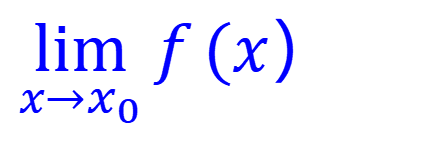 lim f (x)
x→x₀